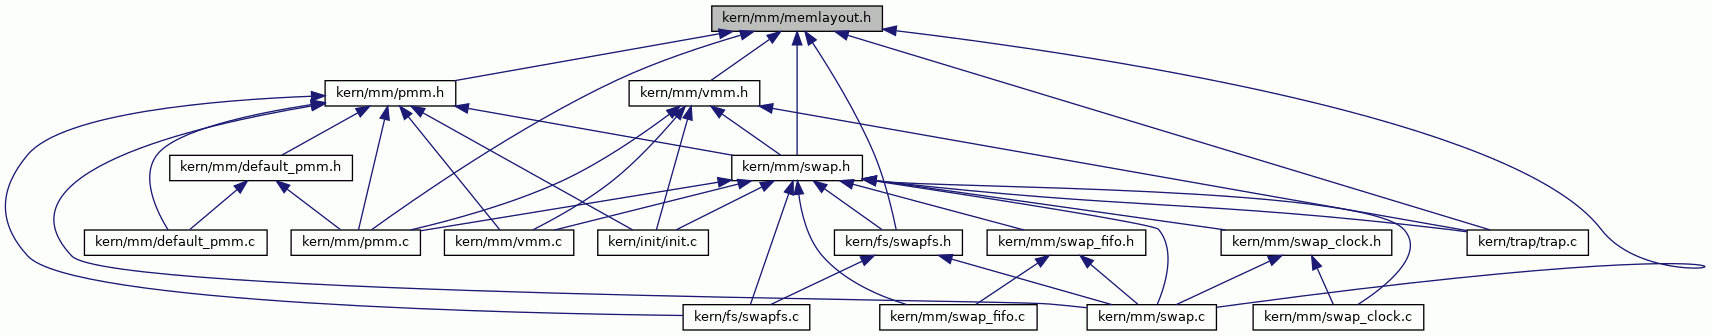 kern/mm/memlayout.h
kern/mm/pmm.h
kern/mm/vmm.h
kern/mm/default_pmm.h
kern/mm/swap.h
kern/mm/default_pmm.c
kern/mm/pmm.c
kern/mm/vmm.c
kern/init/init.c
kern/fs/swapfs.h
kern/mm/swap_fifo.h
kern/mm/swap_clock.h
kern/trap/trap.c
kern/fs/swapfs.c
kern/mm/swap_fifo.c
kern/mm/swap.c
kern/mm/swap_clock.c